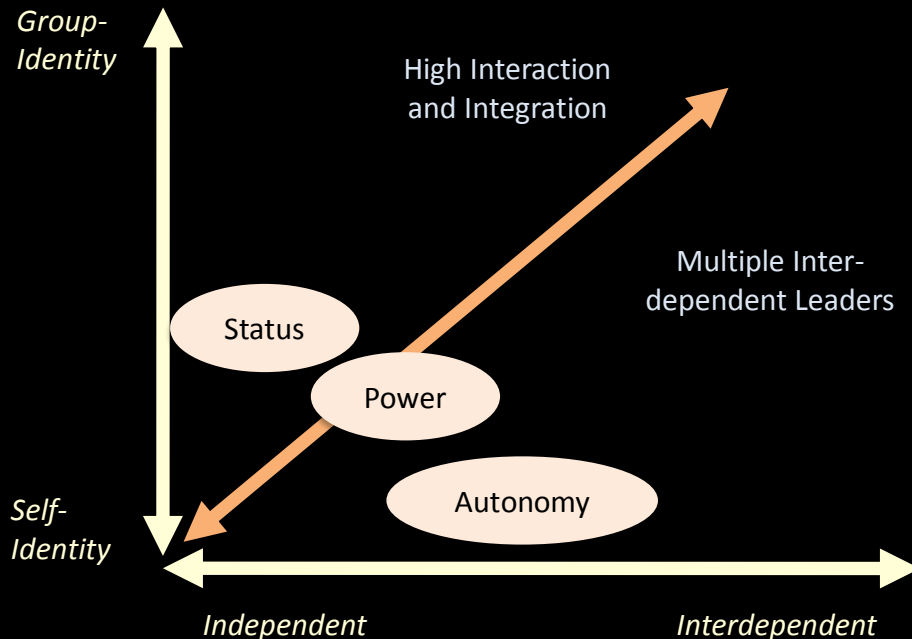 Group-
Identity
High Interaction
and Integration
Multiple Inter-
dependent Leaders
Status
Power
Autonomy
Self-
Identity
Independent
Interdependent